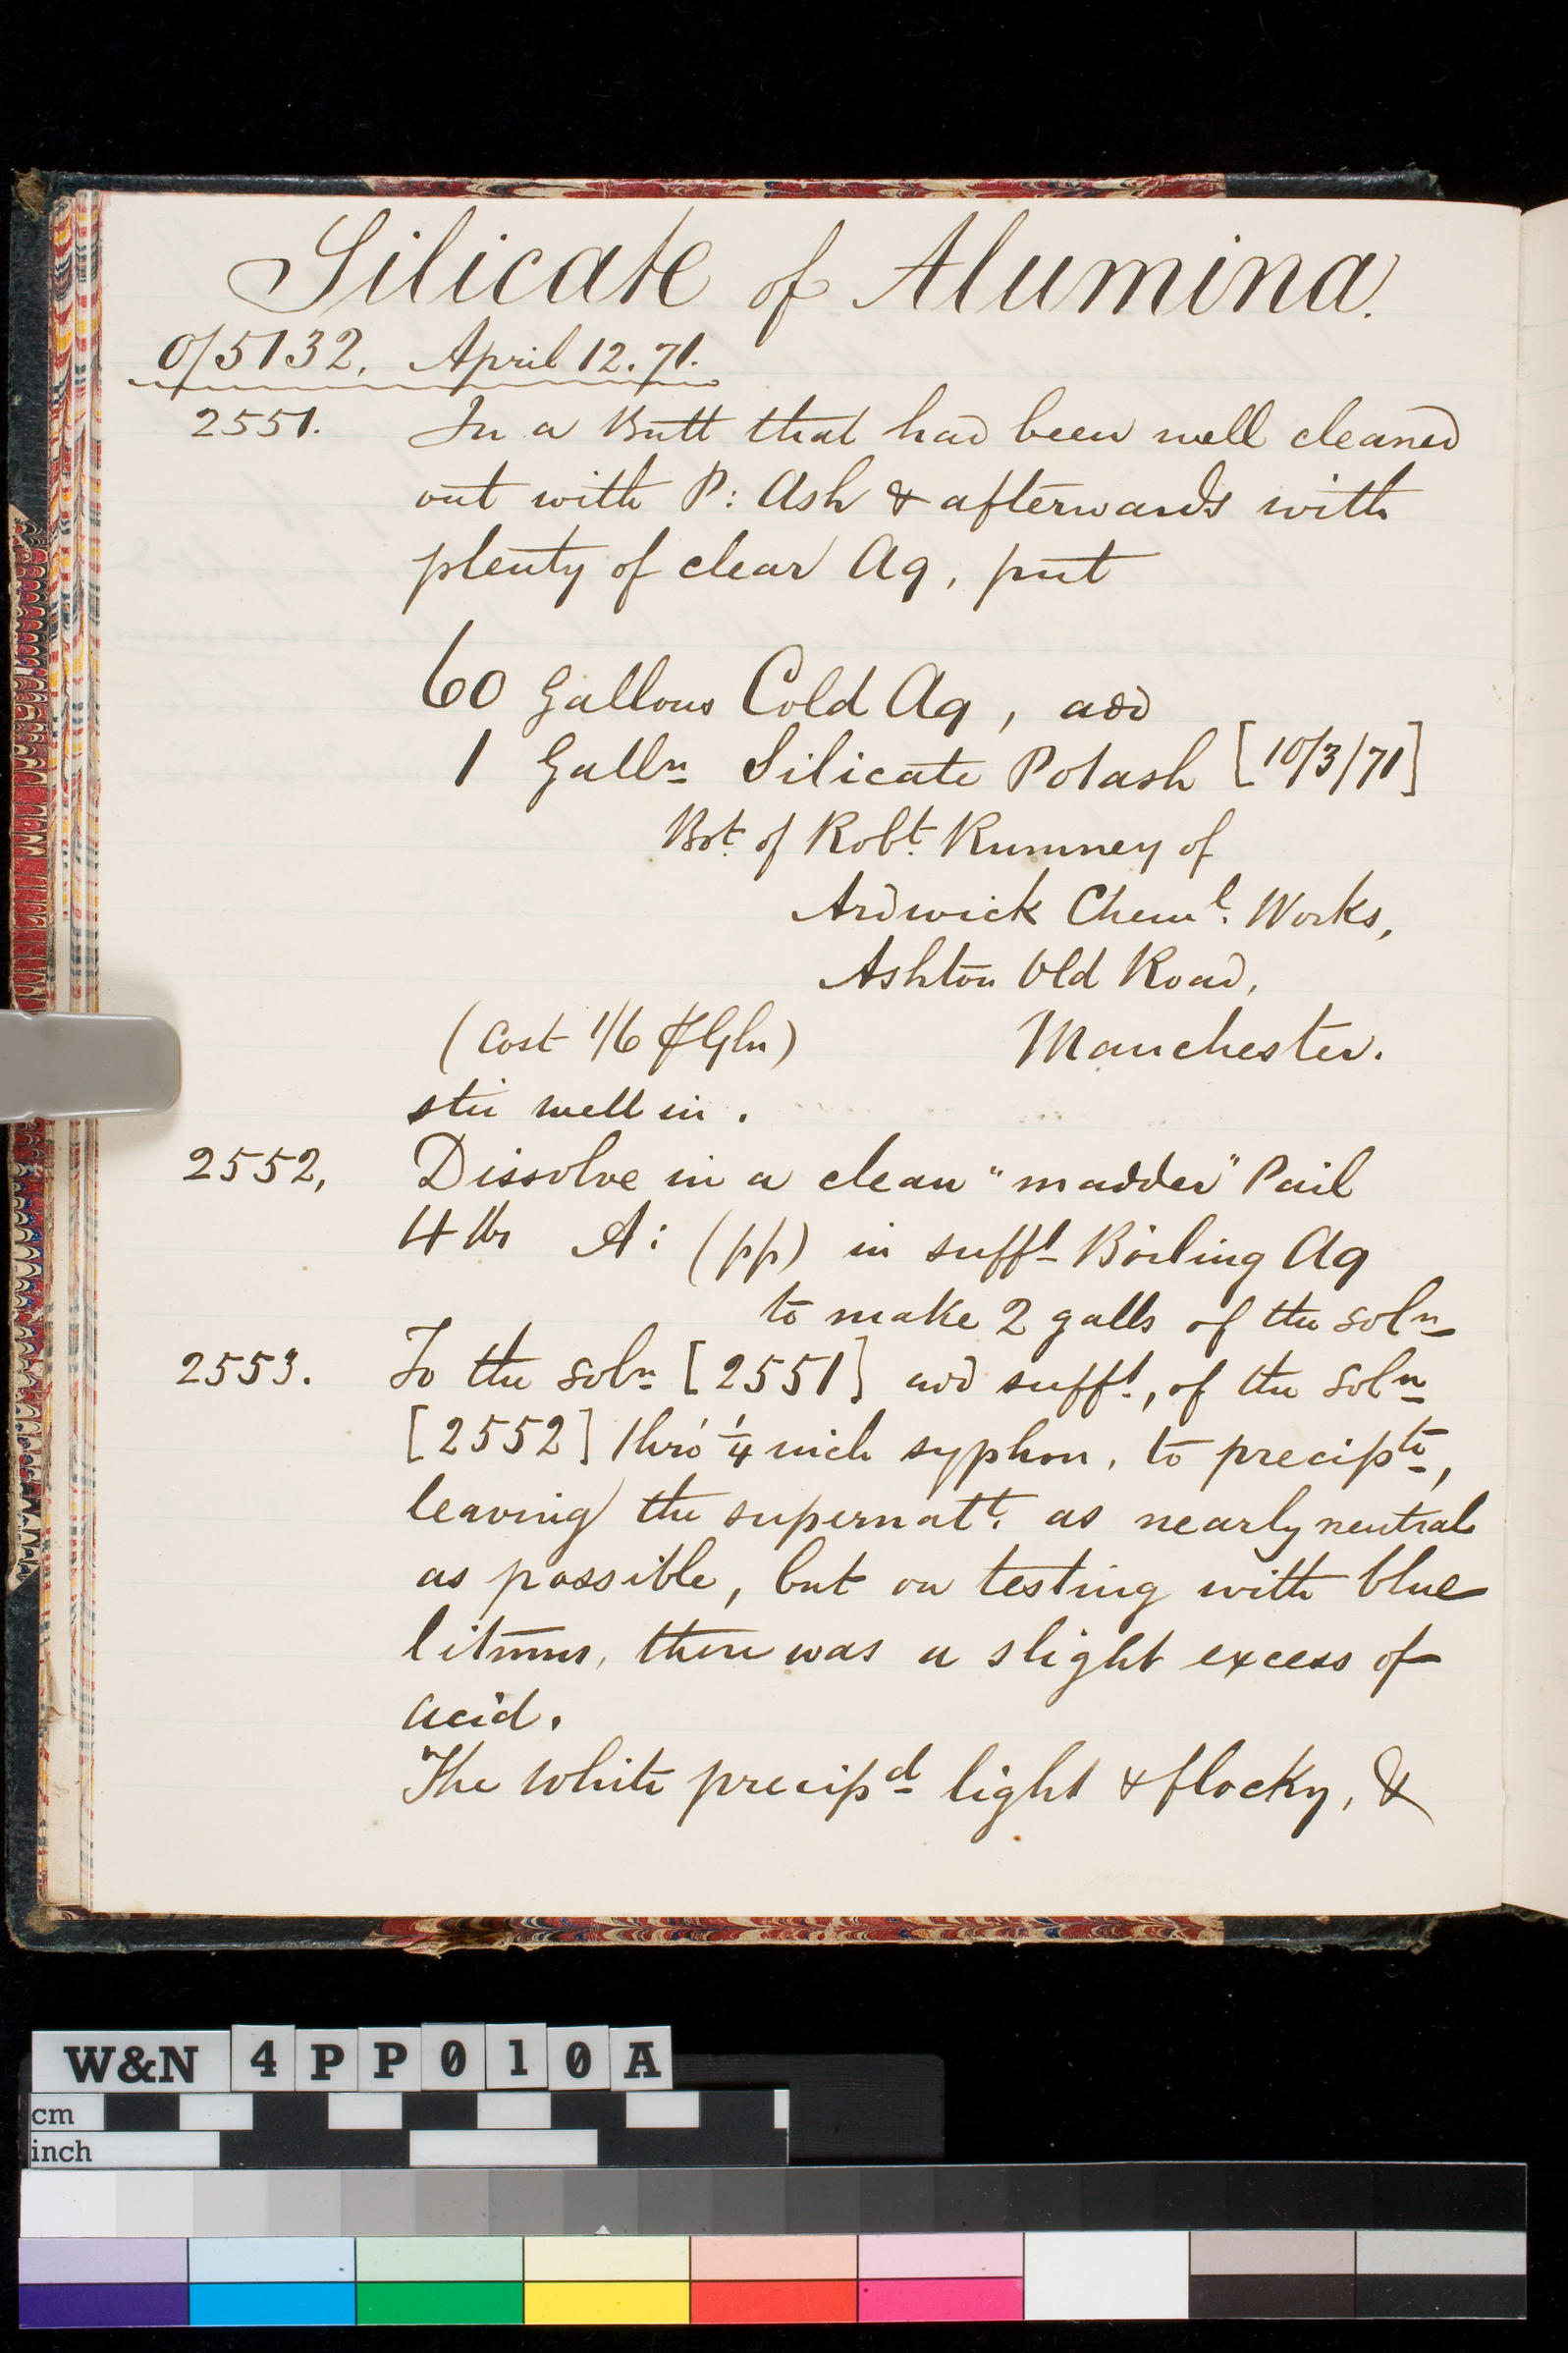 Silicate of Alumina.
O/5132. April 12. 71.
2551. In a Butt that had been well cleaned
out with P: Ash & afterwards with
plenty of clear Aq, put
60 Gallons Cold Aq, add
1 Galln Silicate Potash [10/3/71]
Bot. of Robt. Rumney of
Ardwick Cheml. Works,
Ashton Old Road,
(Cost 1/6 ⅌ Gln) Manchester.
stir well in.
2552, Dissolve in a clean "madder" Pail
4 lbs A: (pp) in sufft Boiling Aq
to make 2 galls of the soln
2553. To the soln [2551] add sufft, of the soln
[2552] thro' 1/4 inch syphon, to precipte,
leaving the supernatt. as nearly neutral
as possible, but on testing with blue
litmus, there was a slight excess of
acid.
The white precipd light & flocky, &
W&N 4PP010A
cm
inch